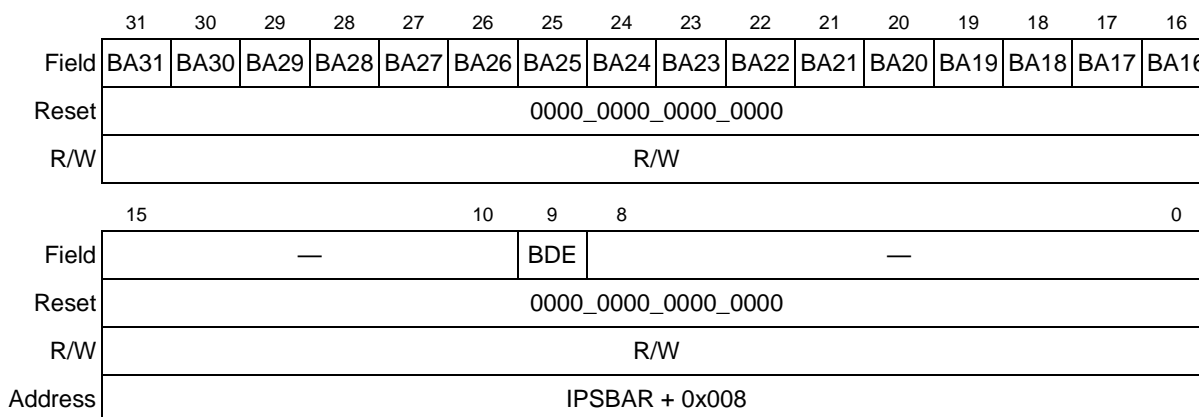 31 30 29 28 27 26 25 24 23 22 21 20 19 18 17 16
Field BA31 BA30 BA29 BA28 BA27 BA26 BA25 BA24 BA23 BA22 BA21 BA20 BA19 BA18 BA17 BA16
Reset 0000_0000_0000_0000
R/W R/W
15 10 9 8 0
Field — BDE —
Reset 0000_0000_0000_0000
R/W R/W
Address IPSBAR + 0x008